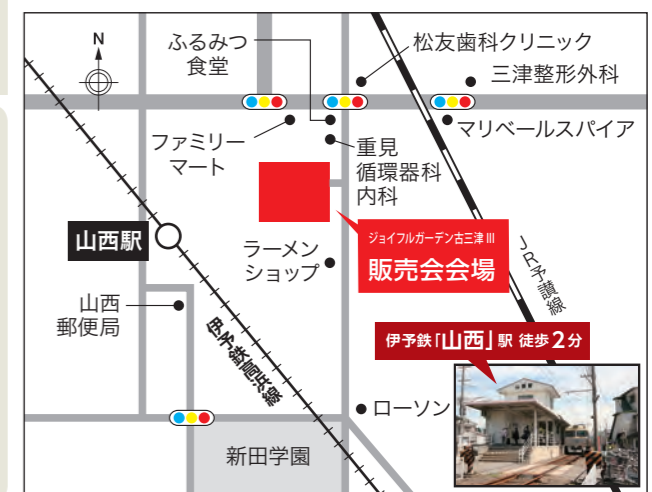 N
ふるみつ
食堂
松友歯科クリニック
三津整形外科
ファミリー
マート
重見
循環器科
内科
マリベールスパイア
山西駅
ラーメン
ショップ
ジョイフルガーデン古三津Ⅲ
販売会会場
JR予讃線
山西
郵便局
伊予鉄高浜線
伊予鉄「山西」駅 徒歩2分
ローソン
新田学園